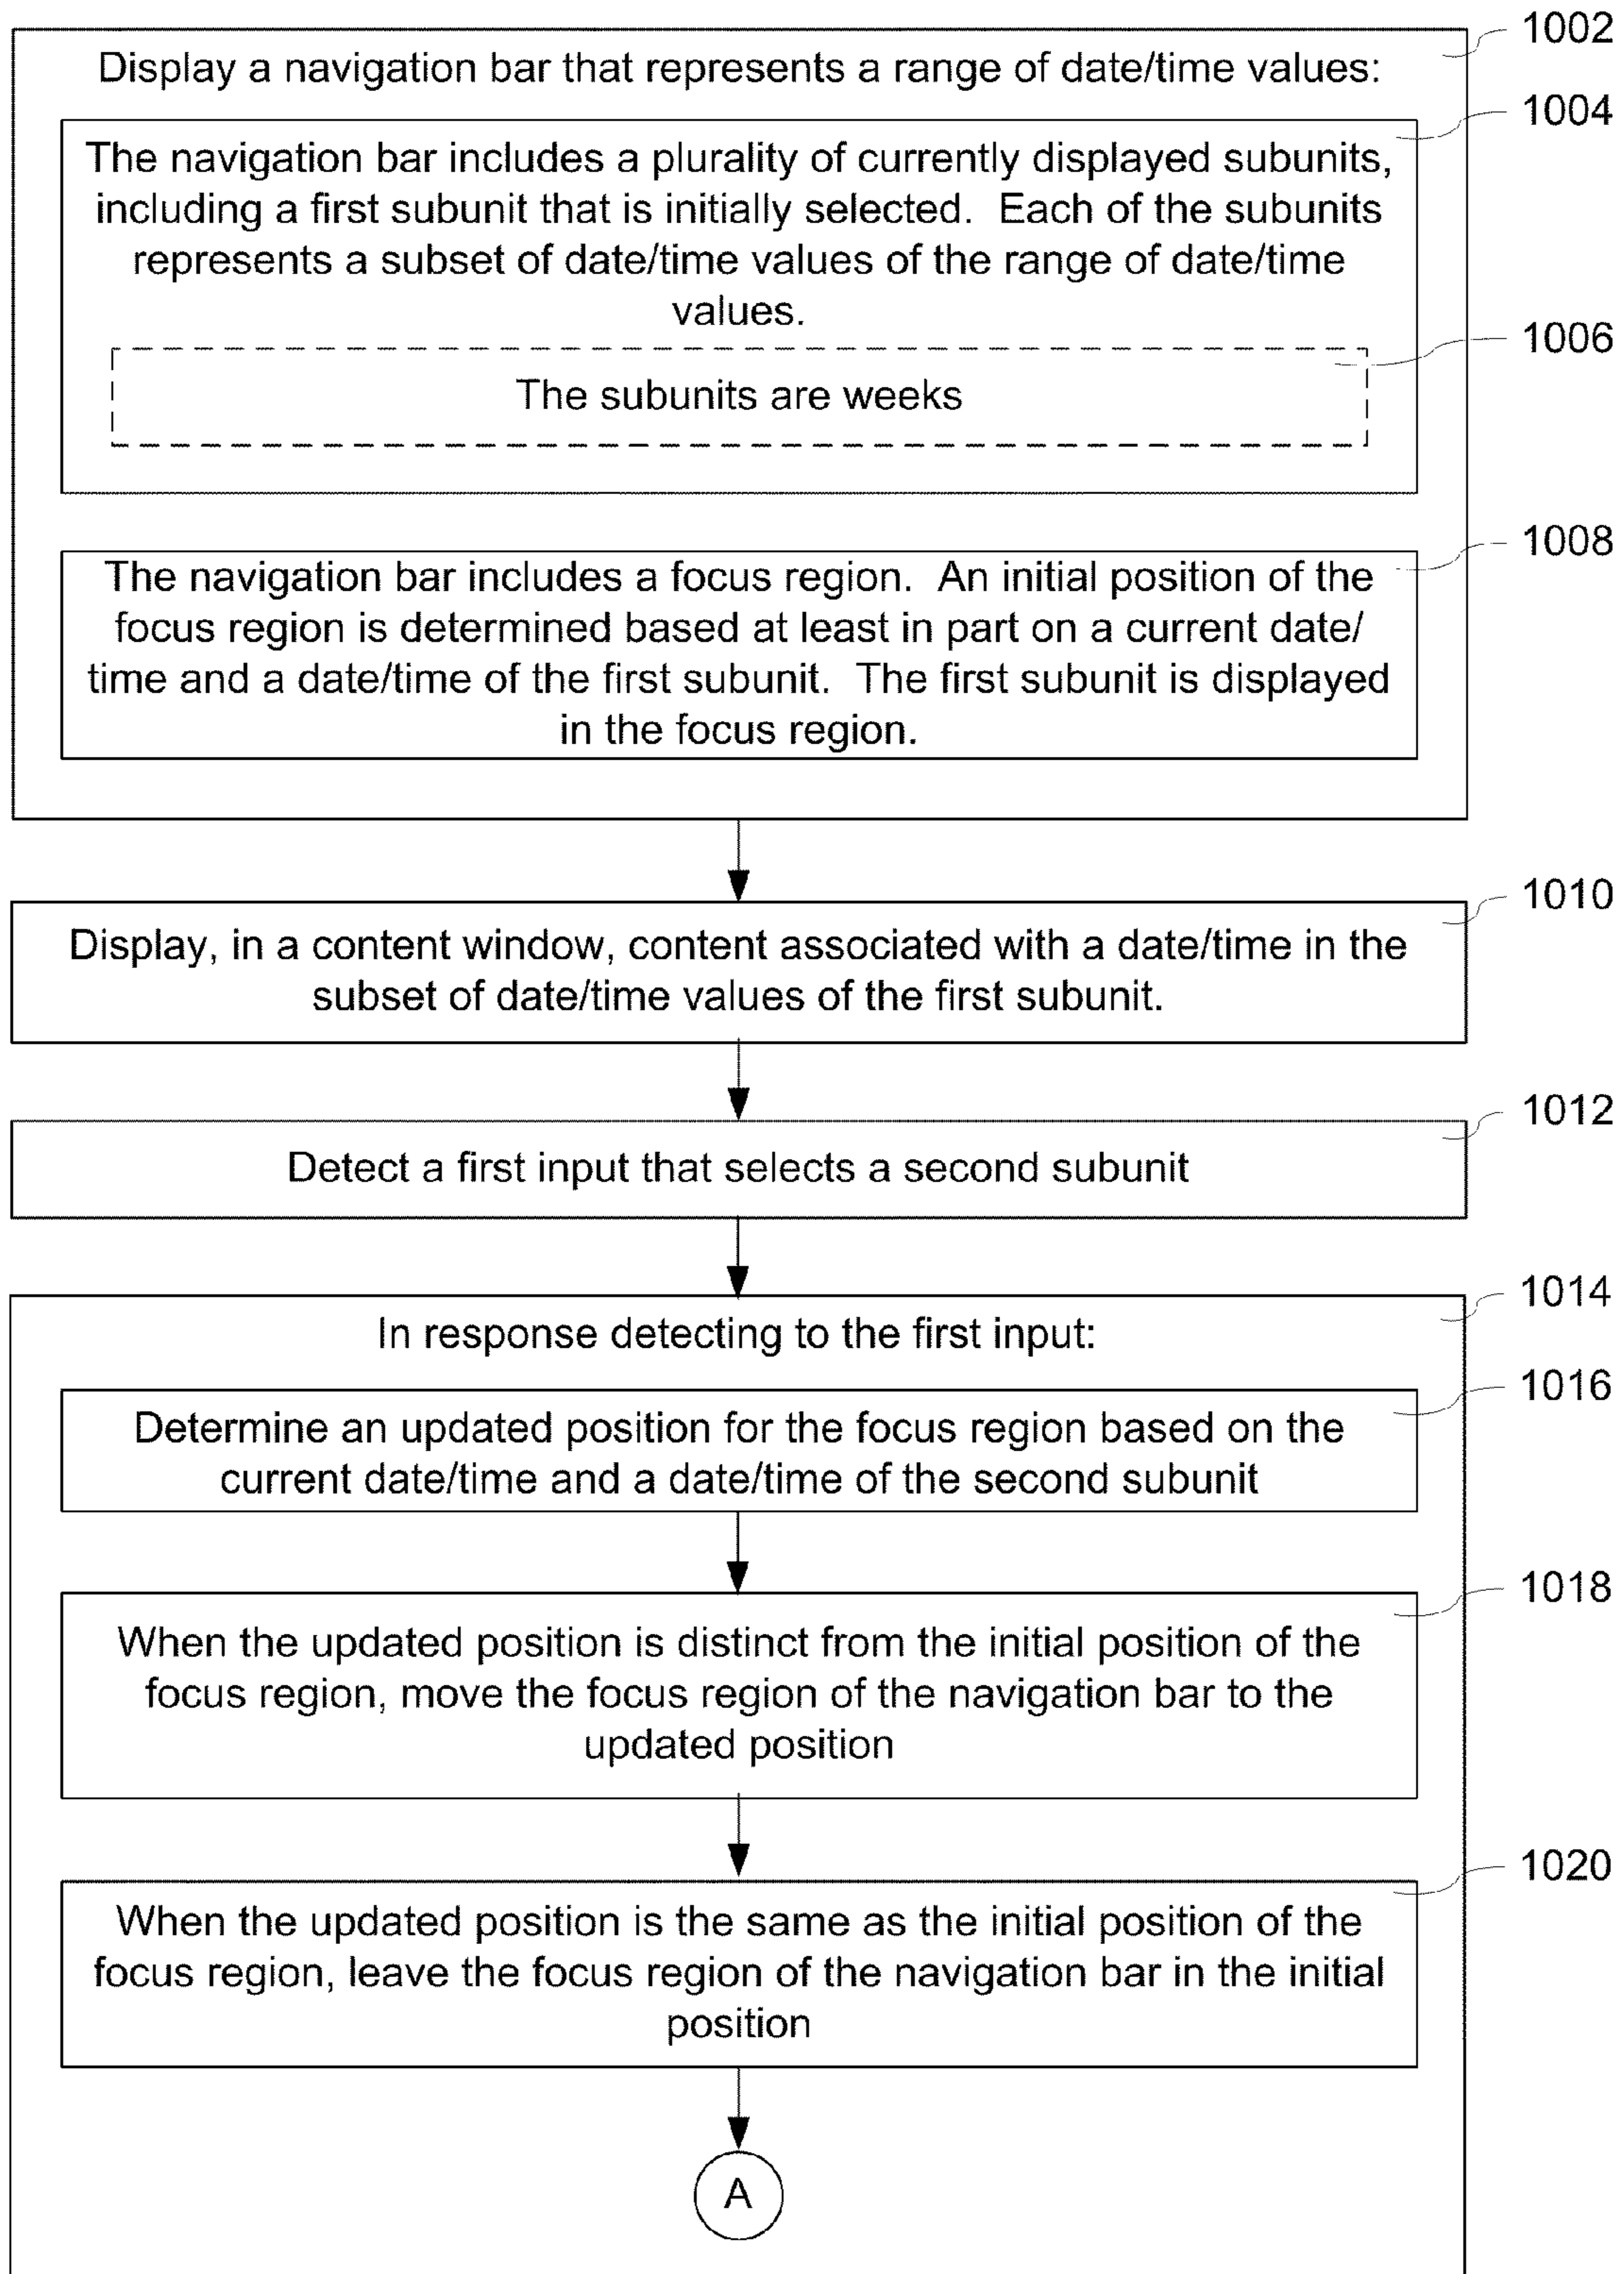 1002
Display a navigation bar that represents a range of date/time values:
1004
The navigation bar includes a plurality of currently displayed subunits,
including a first subunit that is initially selected.  Each of the subunits
represents a subset of date/time values of the range of date/time
values.
1006
The subunits are weeks
1008
The navigation bar includes a focus region.  An initial position of the
focus region is determined based at least in part on a current date/
time and a date/time of the first subunit.  The first subunit is displayed
in the focus region.
1010
Display, in a content window, content associated with a date/time in the
subset of date/time values of the first subunit.
1012
Detect a first input that selects a second subunit
1014
In response detecting to the first input:
1016
Determine an updated position for the focus region based on the
current date/time and a date/time of the second subunit
1018
When the updated position is distinct from the initial position of the
focus region, move the focus region of the navigation bar to the
updated position
1020
When the updated position is the same as the initial position of the
focus region, leave the focus region of the navigation bar in the initial
position
A